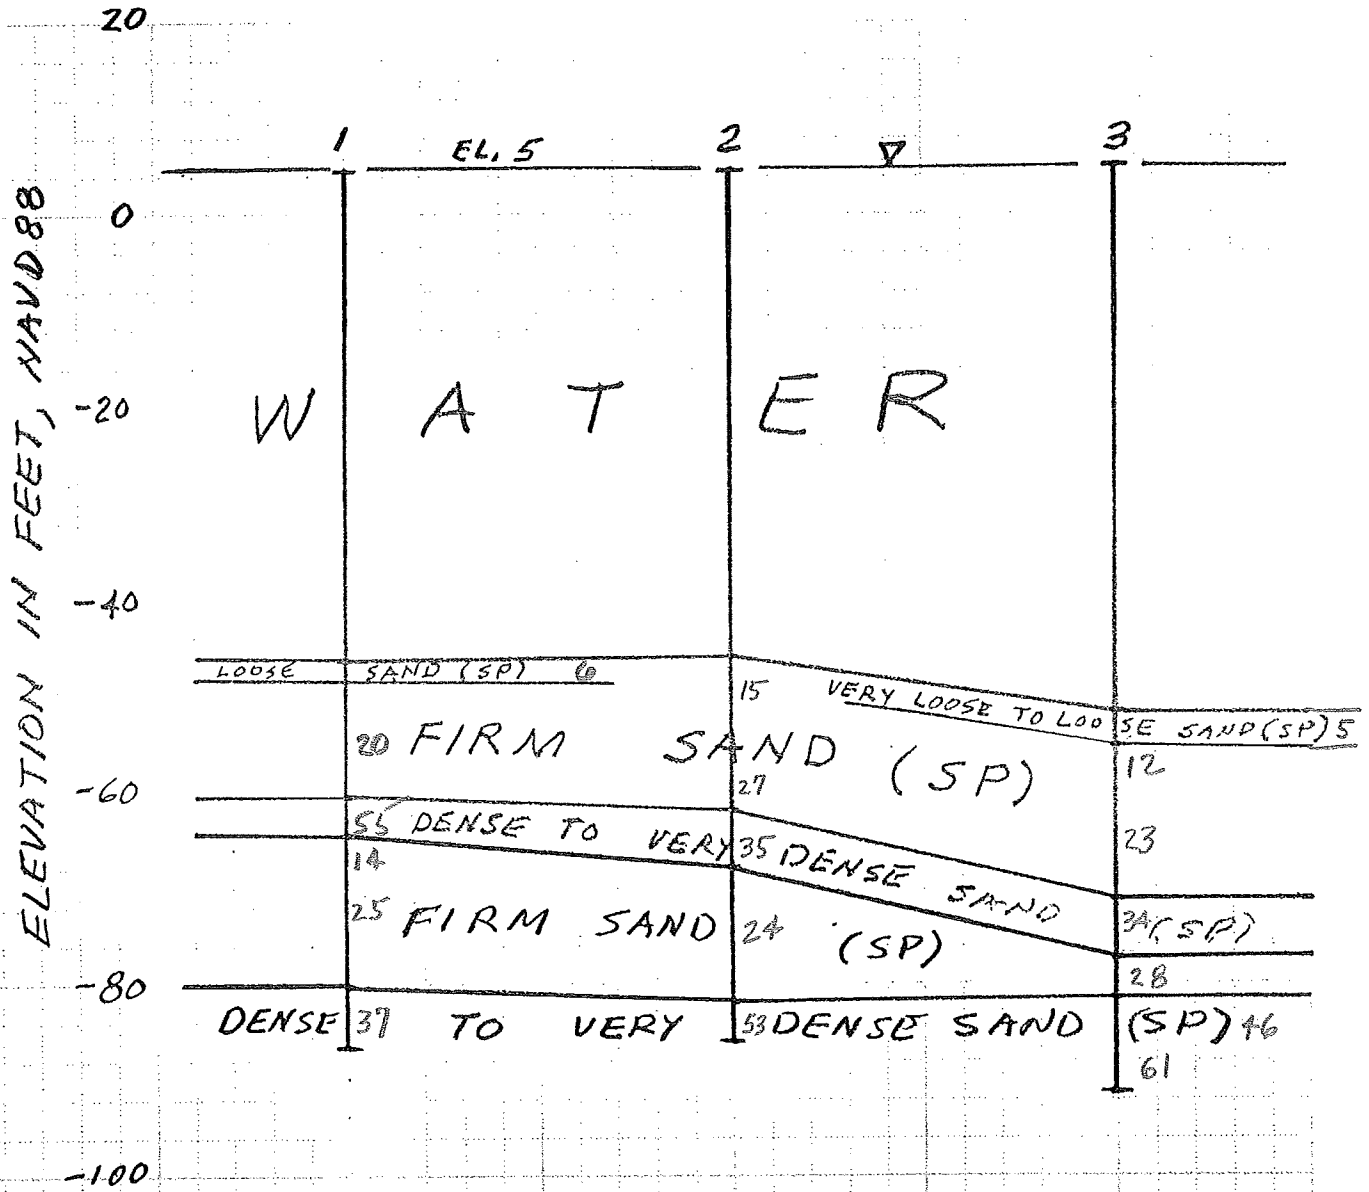 20
1 EL. 5 2 3
0
ELEVATION IN FEET, NAVD88
-20 WATER
-40
LOOSE SAND (SP) 6
15 VERY LOOSE TO LOOSE SAND (SP) 5
20 FIRM SAND (SP) 12
27
-60
55 DENSE TO VERY 35 DENSE SAND 34 (SP)
23
14
25 FIRM SAND 24 (SP)
28
-80
DENSE 37 TO VERY 53 DENSE SAND (SP) 46
61
-100